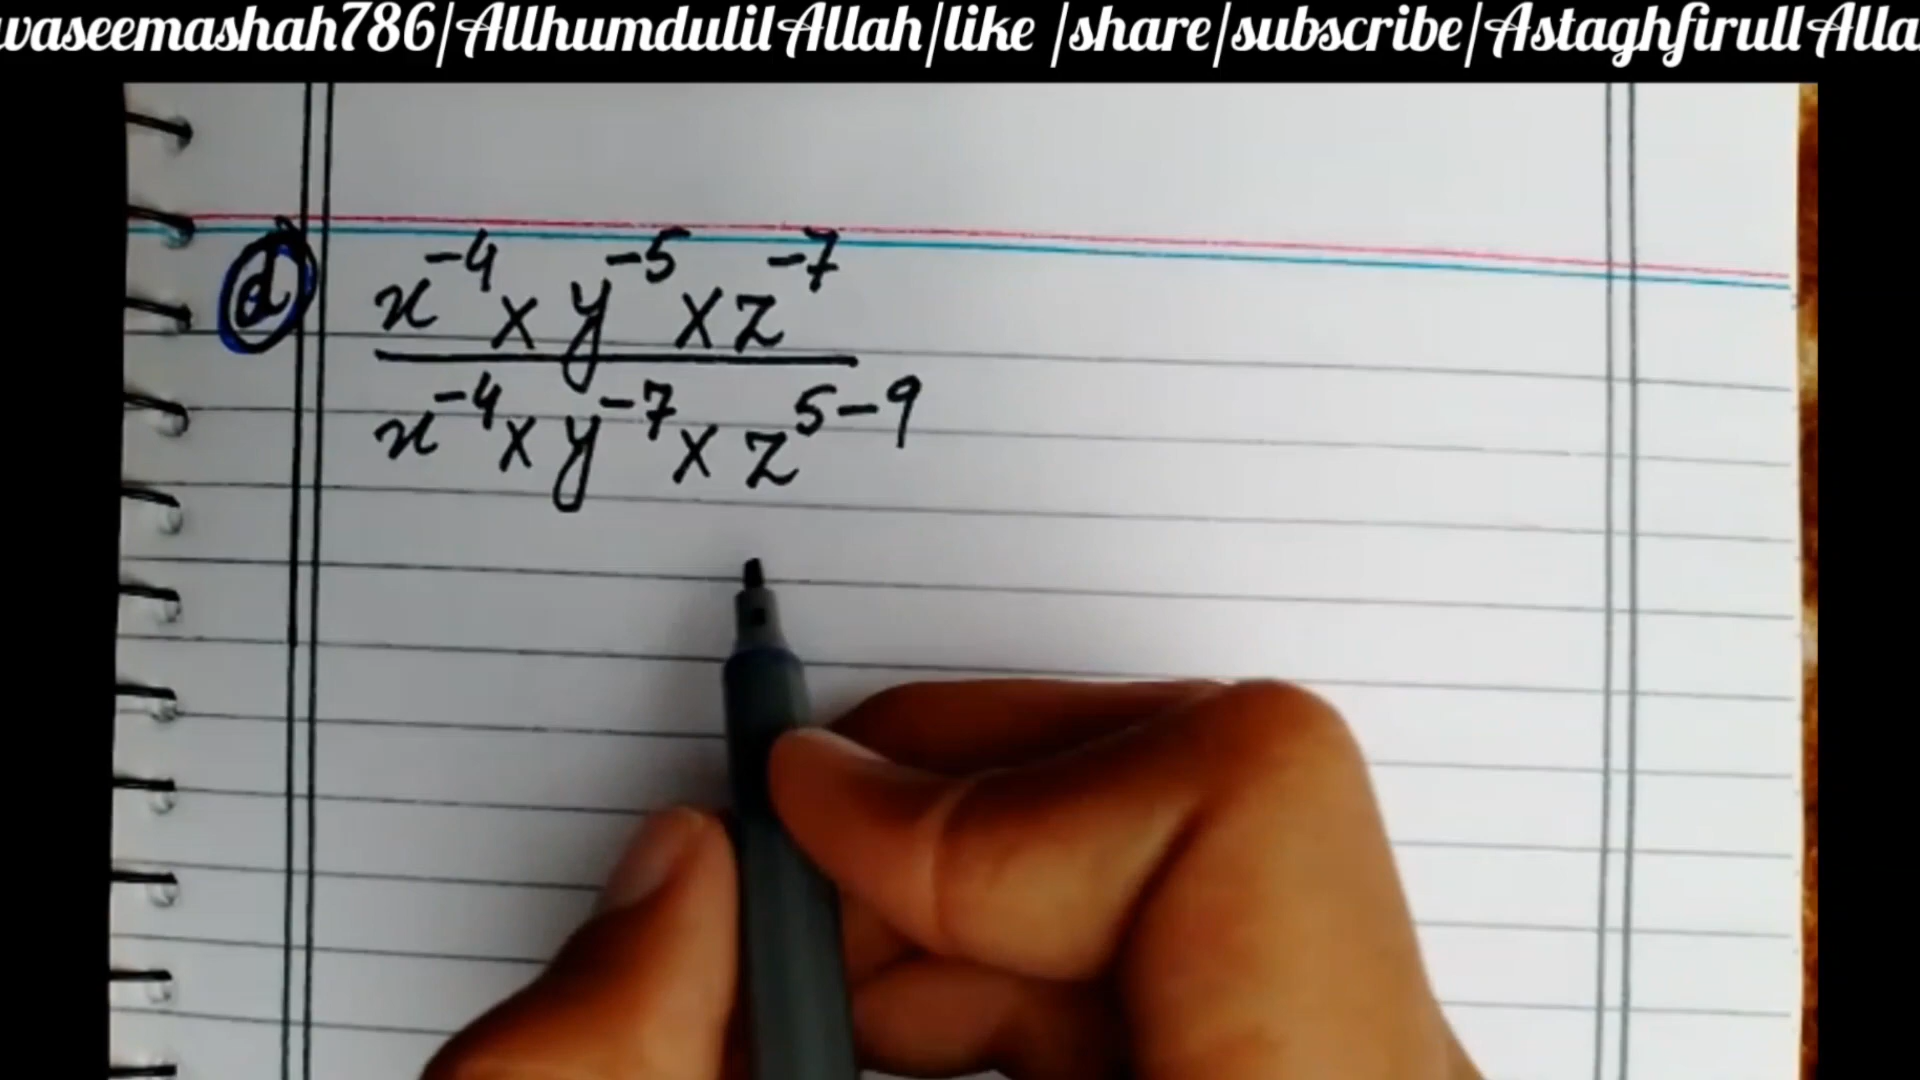 waseemashah786/AllhumdulilAllah/like /share/subscribe/AstaghfirullAlla
d x⁻⁴ x y⁻⁵ x z⁻⁷
x⁻⁴ x y⁻⁷ x z⁵⁻⁹